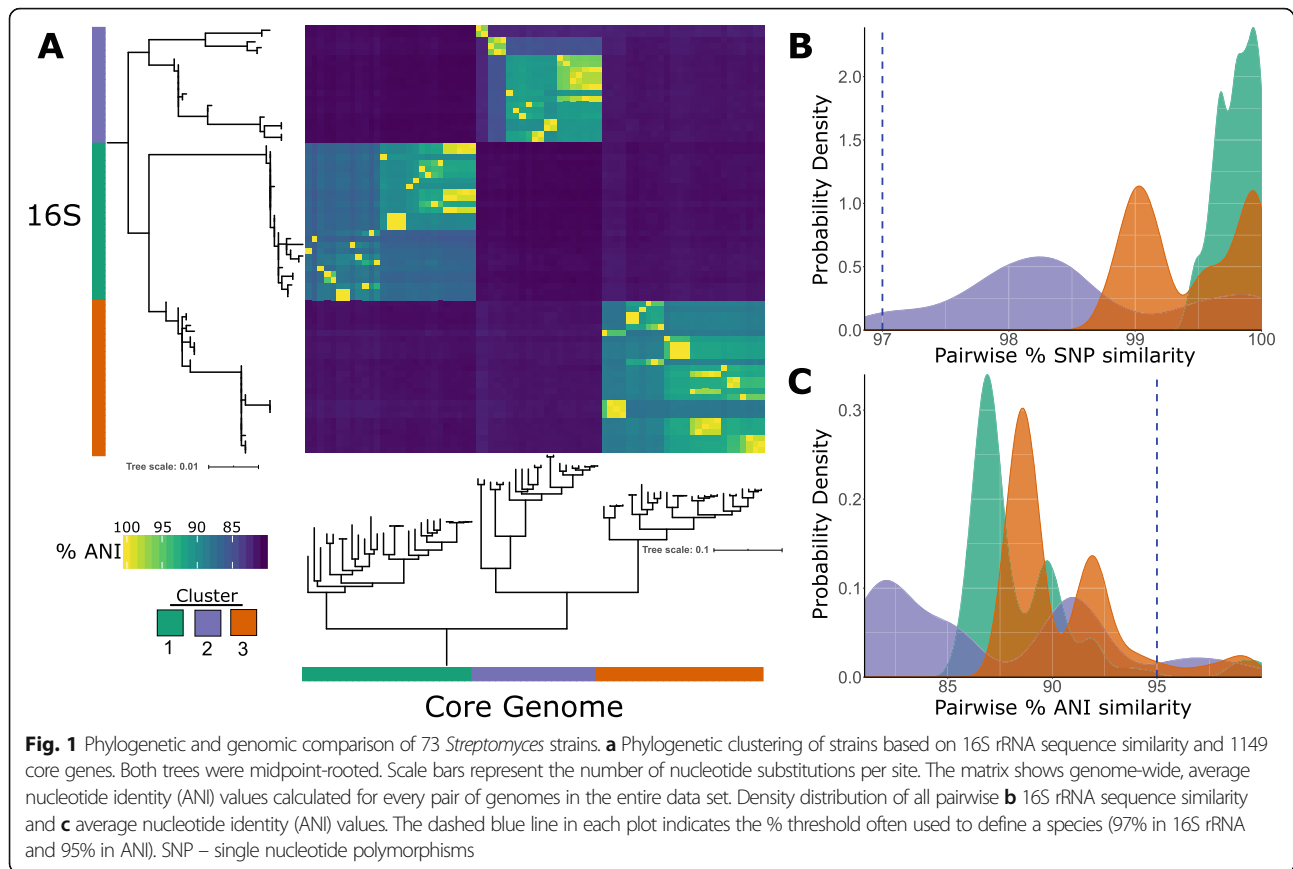 A
16S
Tree scale: 0.01
100 95 90 85
% ANI
Cluster
1 2 3
Tree scale: 0.1
Core Genome
B
Probability Density
2.0
1.5
1.0
0.5
0.0
97 98 99 100
Pairwise % SNP similarity
C
Probability Density
0.3
0.2
0.1
0.0
85 90 95
Pairwise % ANI similarity
Fig. 1 Phylogenetic and genomic comparison of 73 Streptomyces strains. a Phylogenetic clustering of strains based on 16S rRNA sequence similarity and 1149
core genes. Both trees were midpoint-rooted. Scale bars represent the number of nucleotide substitutions per site. The matrix shows genome-wide, average
nucleotide identity (ANI) values calculated for every pair of genomes in the entire data set. Density distribution of all pairwise b 16S rRNA sequence similarity
and c average nucleotide identity (ANI) values. The dashed blue line in each plot indicates the % threshold often used to define a species (97% in 16S rRNA
and 95% in ANI). SNP – single nucleotide polymorphisms